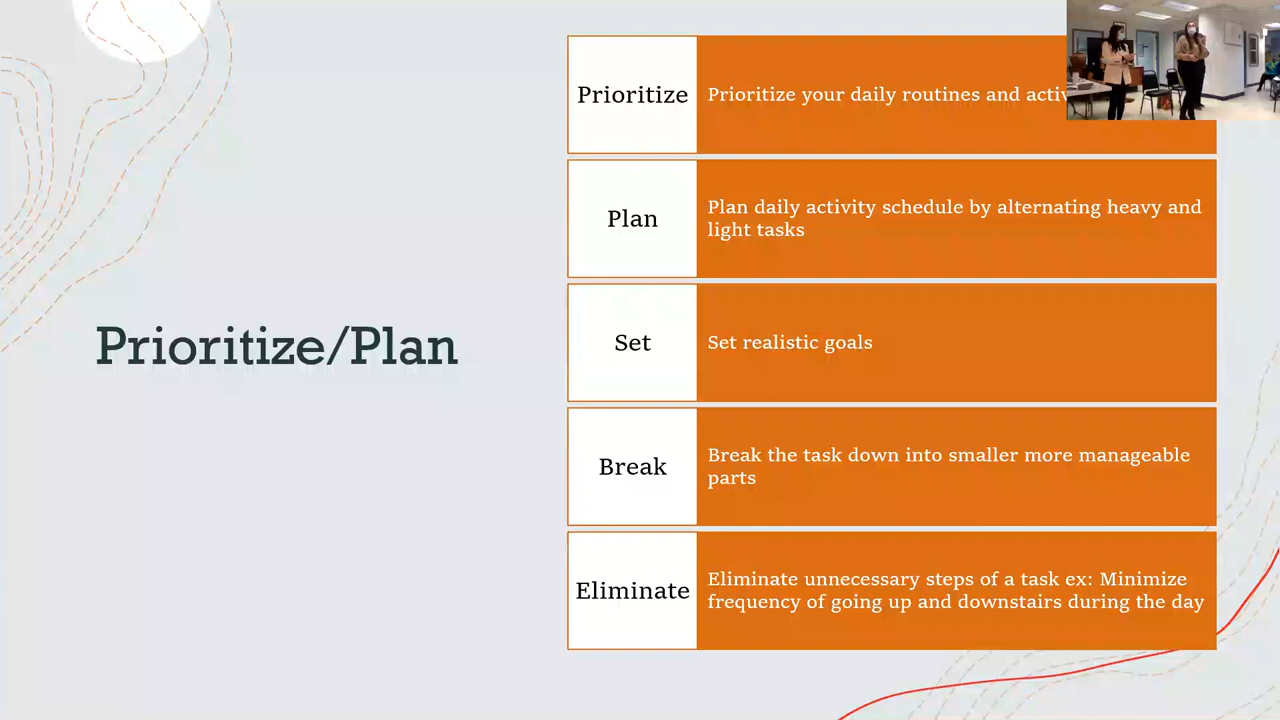 Prioritize/Plan
Prioritize
Prioritize your daily routines and
Plan
Plan daily activity schedule by alternating heavy and
light tasks
Set
Set realistic goals
Break
Break the task down into smaller more manageable
parts
Eliminate
Eliminate unnecessary steps of a task ex: Minimize
frequency of going up and downstairs during the day